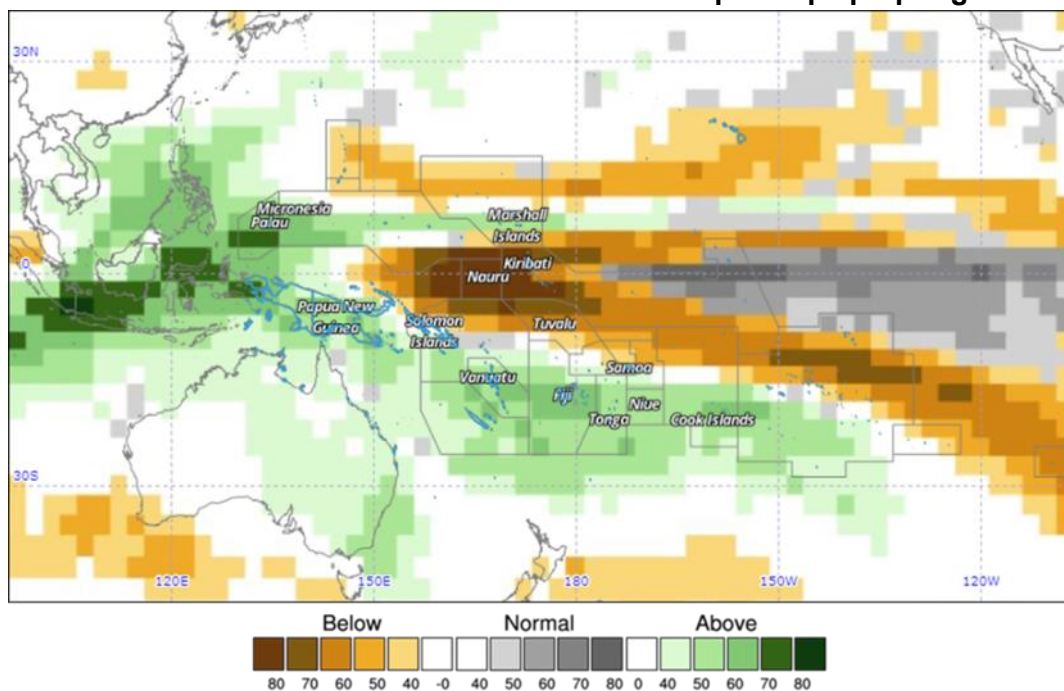 30N
Micronesia
Palau
Marshall
Islands
0
Kiribati
Nauru
Papua New
Guinea
Solomon
Islands
Tuvalu
Samoa
Vanuatu
Fiji
Niue
Tonga
Cook Islands
30S
120E 150E 180 150W 120W
Below Normal Above
80 70 60 50 40 -0 40 50 60 70 80 0 40 50 60 70 80